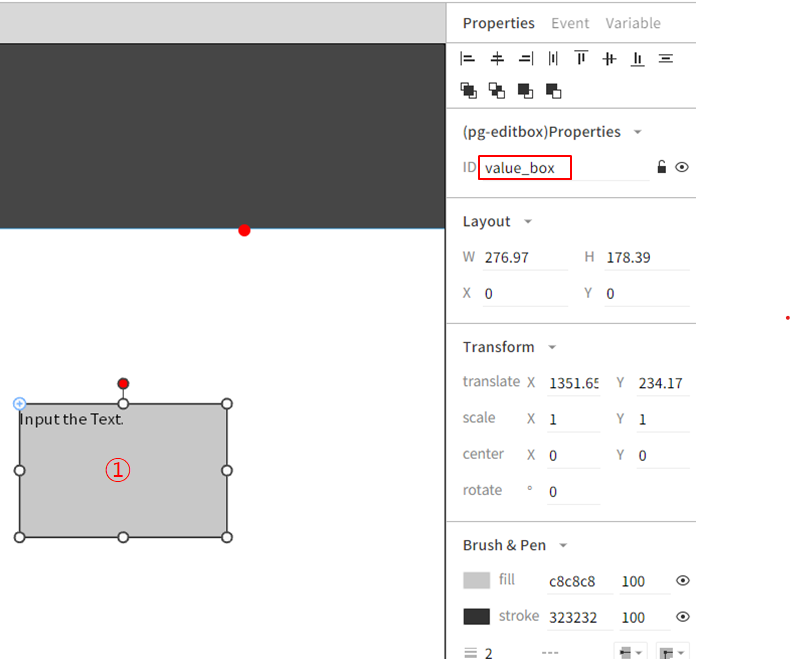 Properties Event Variable
(pg-editbox)Properties
ID value_box
Layout
W 276.97 H 178.39
X 0 Y 0
Transform
translate X 1351.65 Y 234.17
scale X 1 Y 1
center X 0 Y 0
rotate ° 0
Brush & Pen
fill c8c8c8 100
stroke 323232 100
2
Input the Text.
①